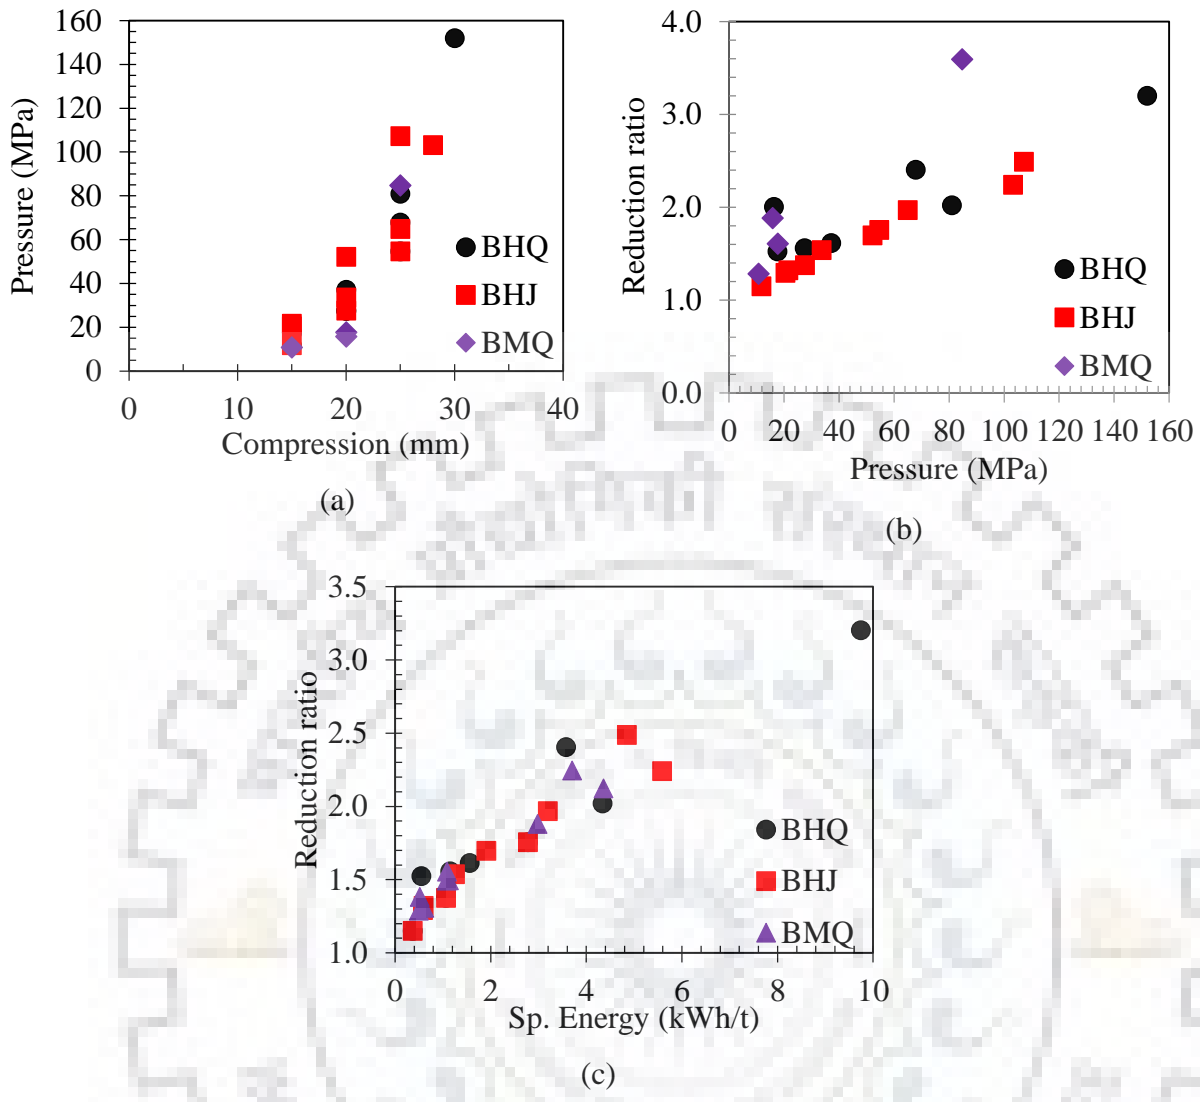 160
140
120
100
80
60
40
20
0
Pressure (MPa)
BHQ
BHJ
BMQ
0 10 20 30 40
Compression (mm)
(a)
4.0
3.0
2.0
1.0
0.0
Reduction ratio
BHQ
BHJ
BMQ
0 20 40 60 80 100 120 140 160
Pressure (MPa)
(b)
3.5
3.0
2.5
2.0
1.5
1.0
Reduction ratio
BHQ
BHJ
BMQ
0 2 4 6 8 10
Sp. Energy (kWh/t)
(c)